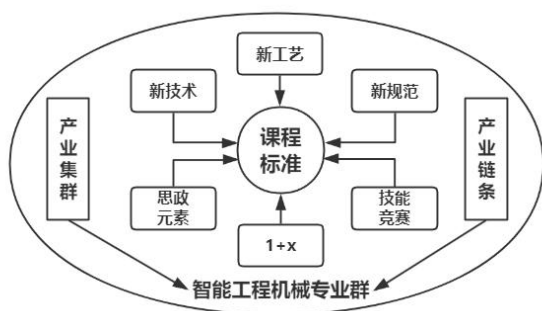 新工艺
新技术
新规范
产业集群
课程
标准
产业链条
思政
元素
技能
竞赛
1+x
智能工程机械专业群